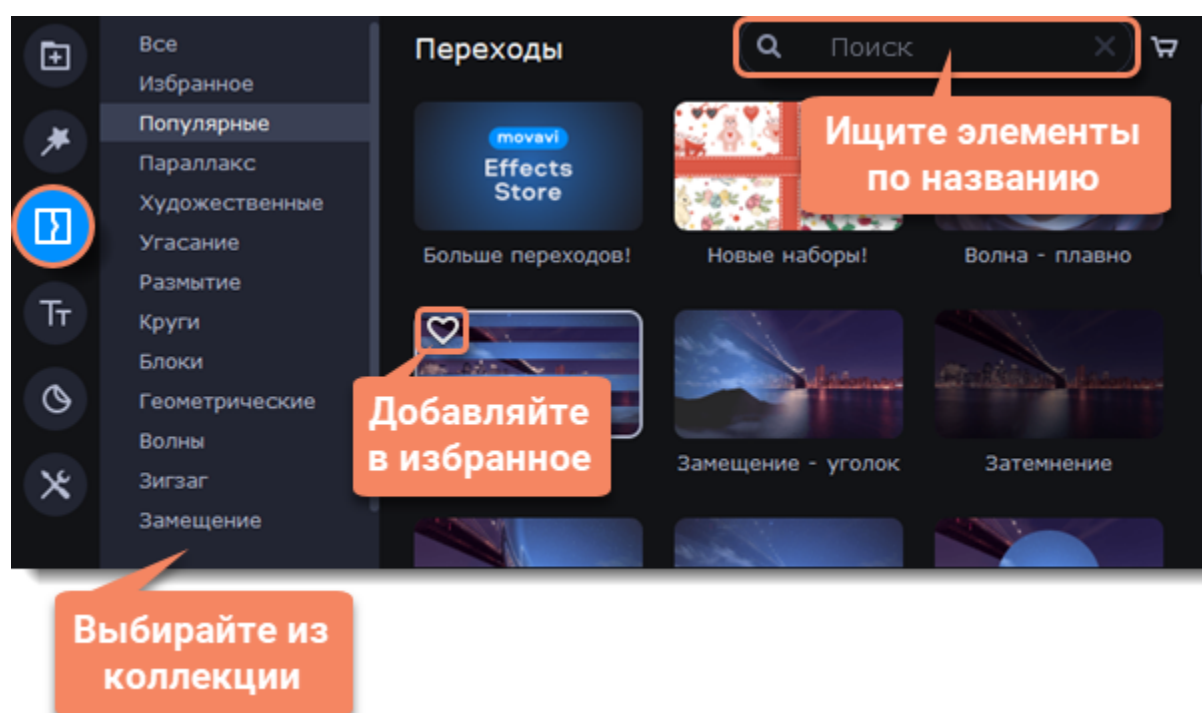 Все
Избранное
Популярные
Параллакс
Художественные
Угасание
Размытие
Круги
Блоки
Геометрические
Волны
Зигзаг
Замещение
Переходы
Поиск
Ищите элементы
по названию
movavi
Effects
Store
Больше переходов!
Новые наборы!
Волна - плавно
Добавляйте
в избранное
Замещение - уголок
Затемнение
Выбирайте из
коллекции
Тт